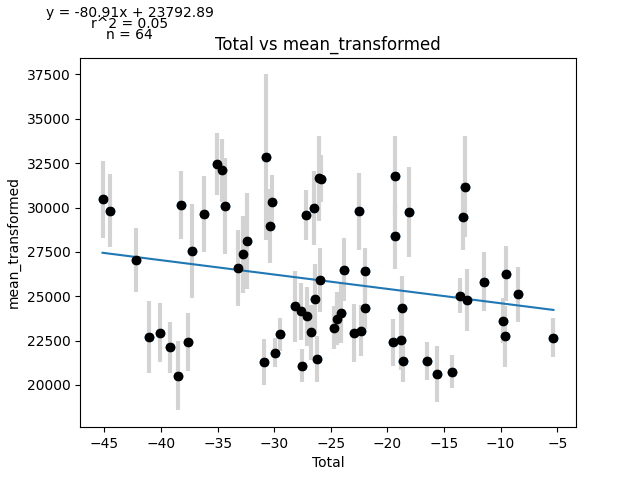 y = -80.91x + 23792.89
r^2 = 0.05
n = 64
Total vs mean_transformed
37500
35000
32500
30000
27500
25000
22500
20000
mean_transformed
−45
−40
−35
−30
−25
−20
−15
−10
−5
Total